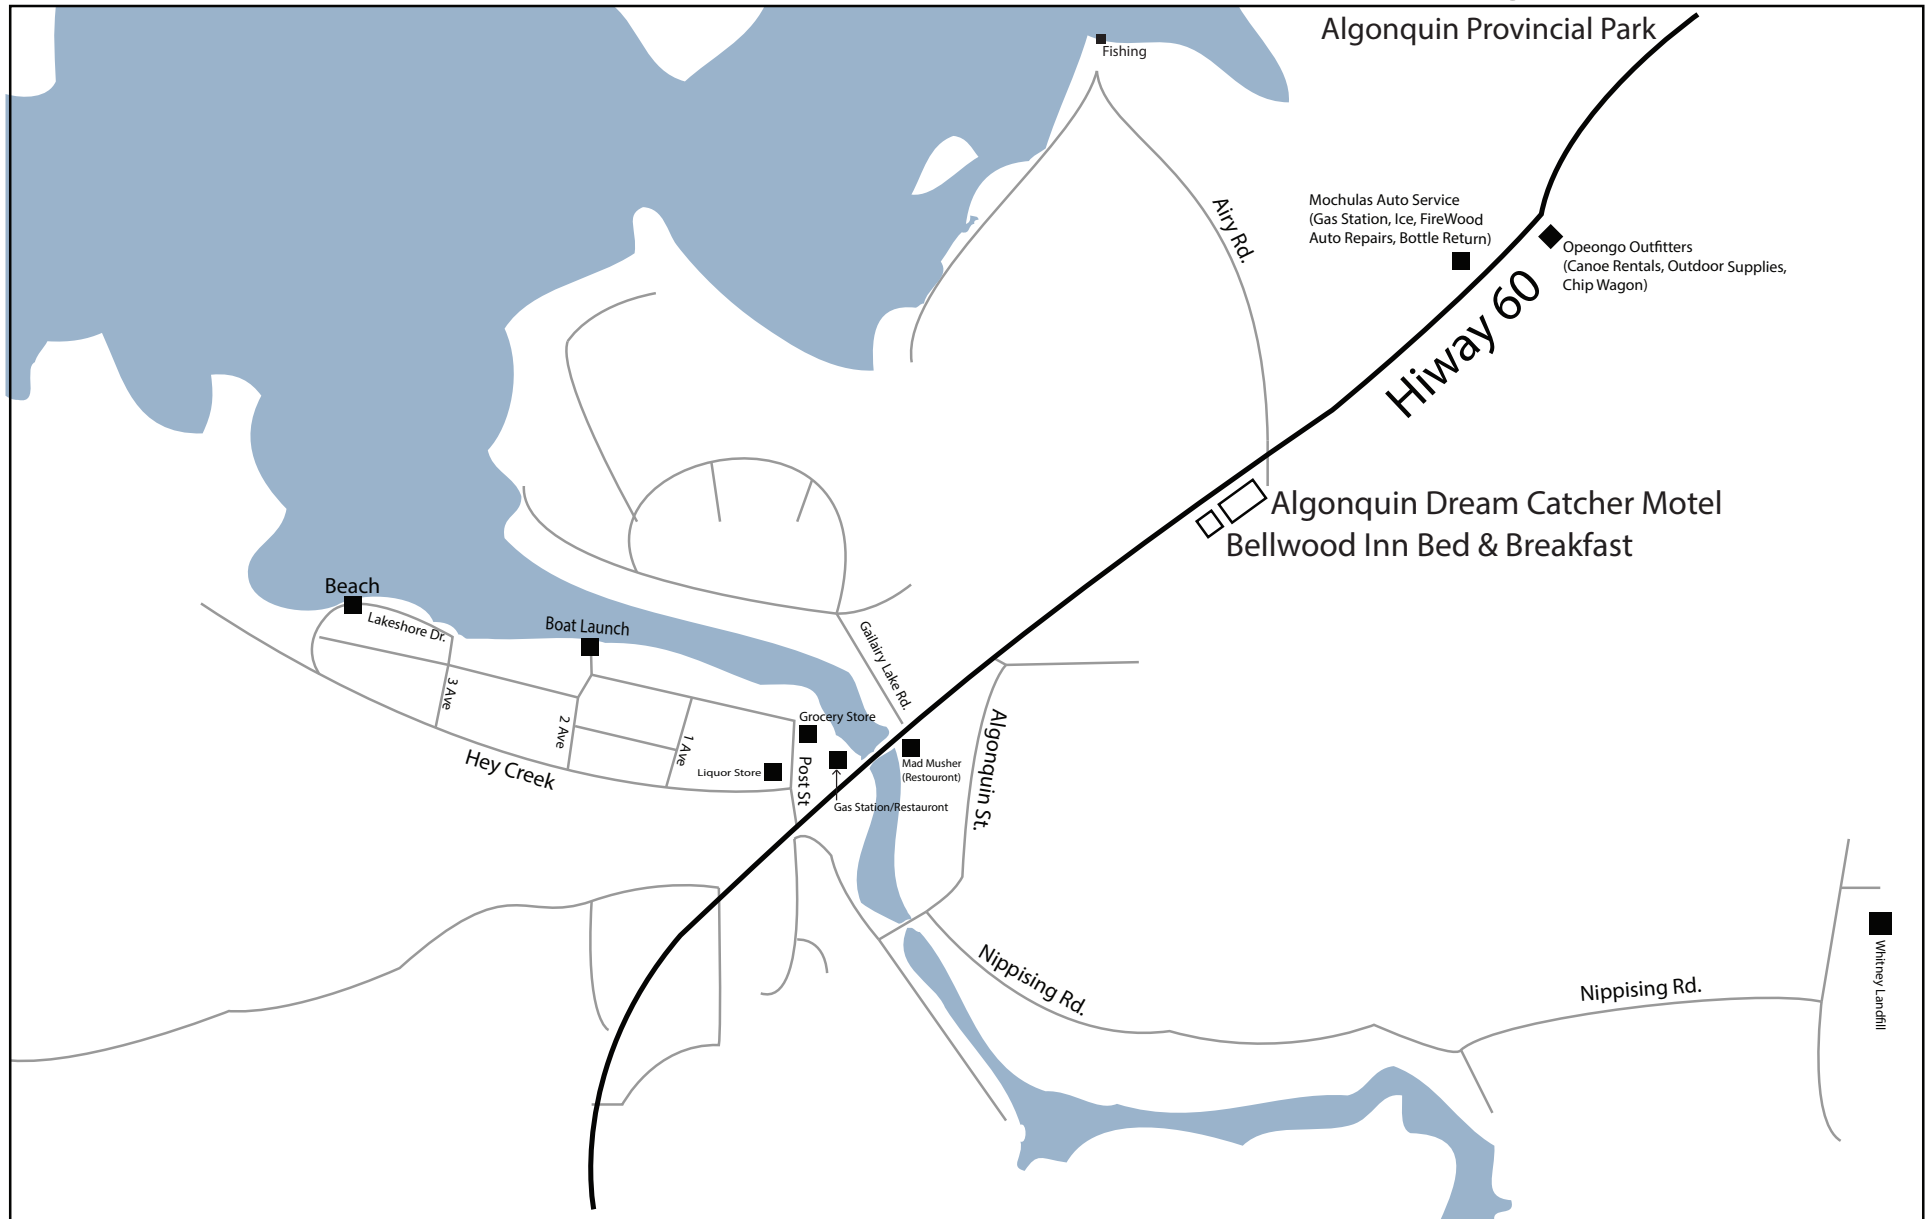 Algonquin Provincial Park
Fishing
Airy Rd.
Mochulas Auto Service
(Gas Station, Ice, FireWood
Auto Repairs, Bottle Return)
Opeongo Outfitters
(Canoe Rentals, Outdoor Supplies,
Chip Wagon)
Hiway 60
Algonquin Dream Catcher Motel
Bellwood Inn Bed & Breakfast
Beach
Lakeshore Dr.
Boat Launch
Gailairy Lake Rd.
3 Ave
2 Ave
1 Ave
Hey Creek
Grocery Store
Liquor Store
Post St
Gas Station/Restauront
Mad Musher
(Restouront)
Algonquin St.
Nippising Rd.
Nippising Rd.
Whitney Landfill